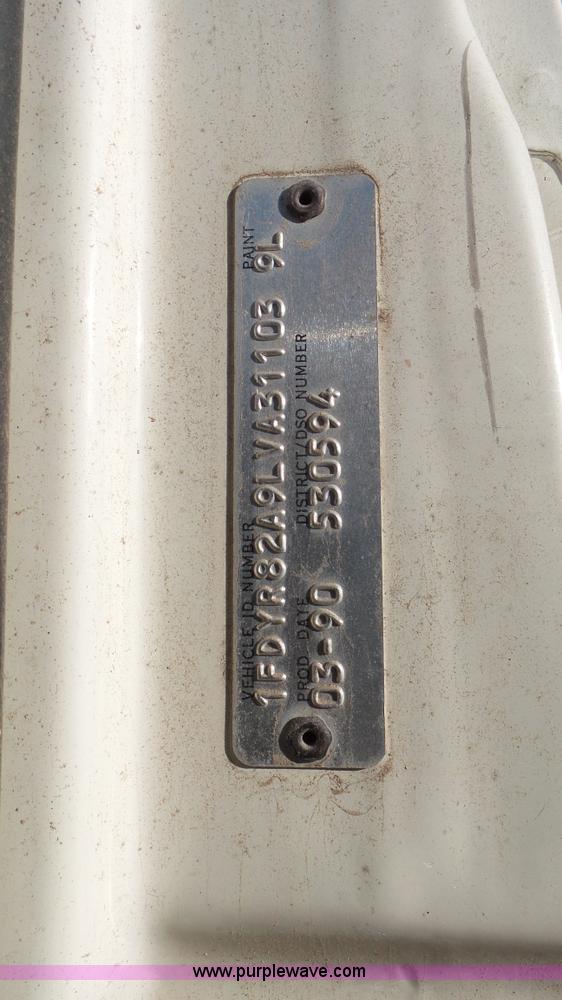 VEHICLE ID NUMBER PAINT
1FDYR82A9LVA31103 9L
PROD DATE DISTRICT/DSO NUMBER
03-90 530594
www.purplewave.com